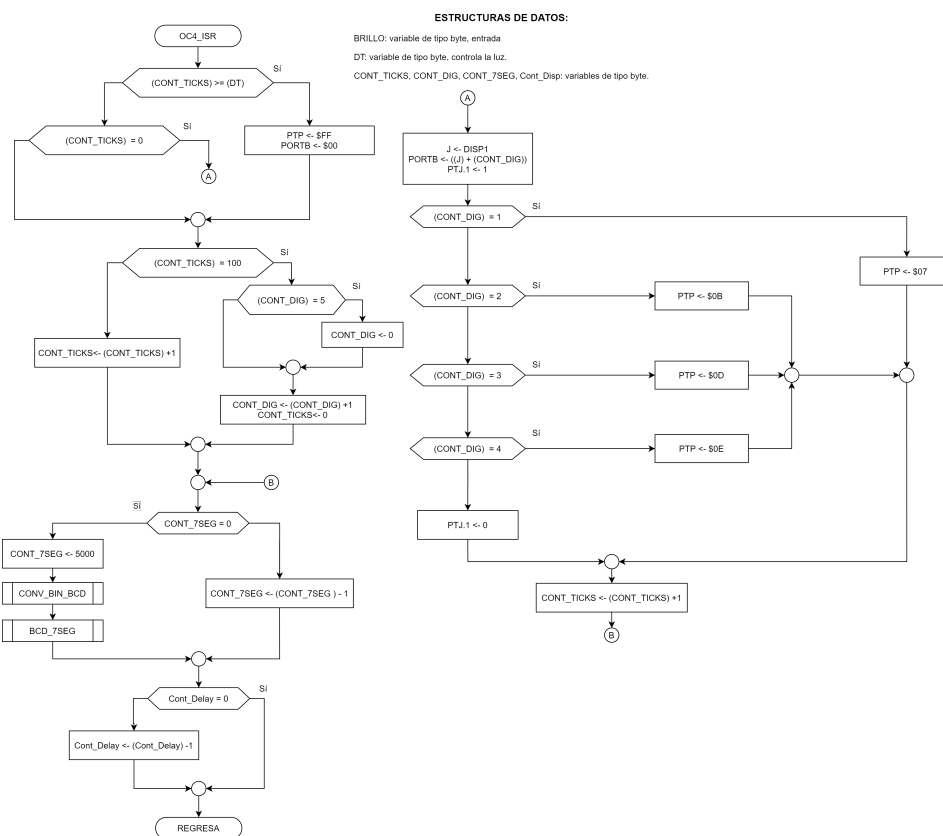 ESTRUCTURAS DE DATOS:
BRILLO: variable de tipo byte, entrada
DT: variable de tipo byte, controla la luz.
CONT_TICKS, CONT_DIG, CONT_7SEG, Cont_Disp: variables de tipo byte.
OC4_ISR
(CONT_TICKS) >= (DT)
Sí
(CONT_TICKS) = 0
Sí
PTP <- $FF
PORTB <- $00
A
(CONT_TICKS) = 100
Sí
(CONT_DIG) = 5
Sí
CONT_DIG <- 0
CONT_TICKS<- (CONT_TICKS) +1
CONT_DIG <- (CONT_DIG) +1
CONT_TICKS<- 0
B
Sí
CONT_7SEG = 0
CONT_7SEG <- 5000
CONV_BIN_BCD
BCD_7SEG
CONT_7SEG <- (CONT_7SEG ) - 1
Cont_Delay = 0
Sí
Cont_Delay <- (Cont_Delay) -1
REGRESA
A
J <- DISP1
PORTB <- ((J) + (CONT_DIG))
PTJ.1 <- 1
(CONT_DIG) = 1
Sí
PTP <- $07
(CONT_DIG) = 2
Sí
PTP <- $0B
(CONT_DIG) = 3
Sí
PTP <- $0D
(CONT_DIG) = 4
Sí
PTP <- $0E
PTJ.1 <- 0
CONT_TICKS <- (CONT_TICKS) +1
B